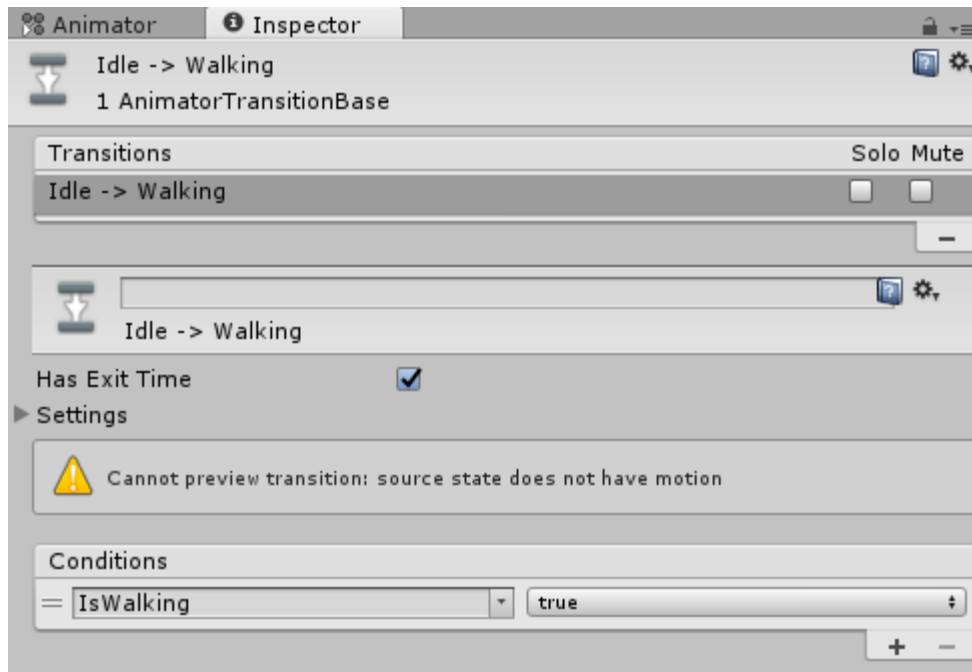 Animator Inspector
Idle -> Walking
1 AnimatorTransitionBase
Transitions Solo Mute
Idle -> Walking
Idle -> Walking
Has Exit Time
Settings
Cannot preview transition: source state does not have motion
Conditions
IsWalking true